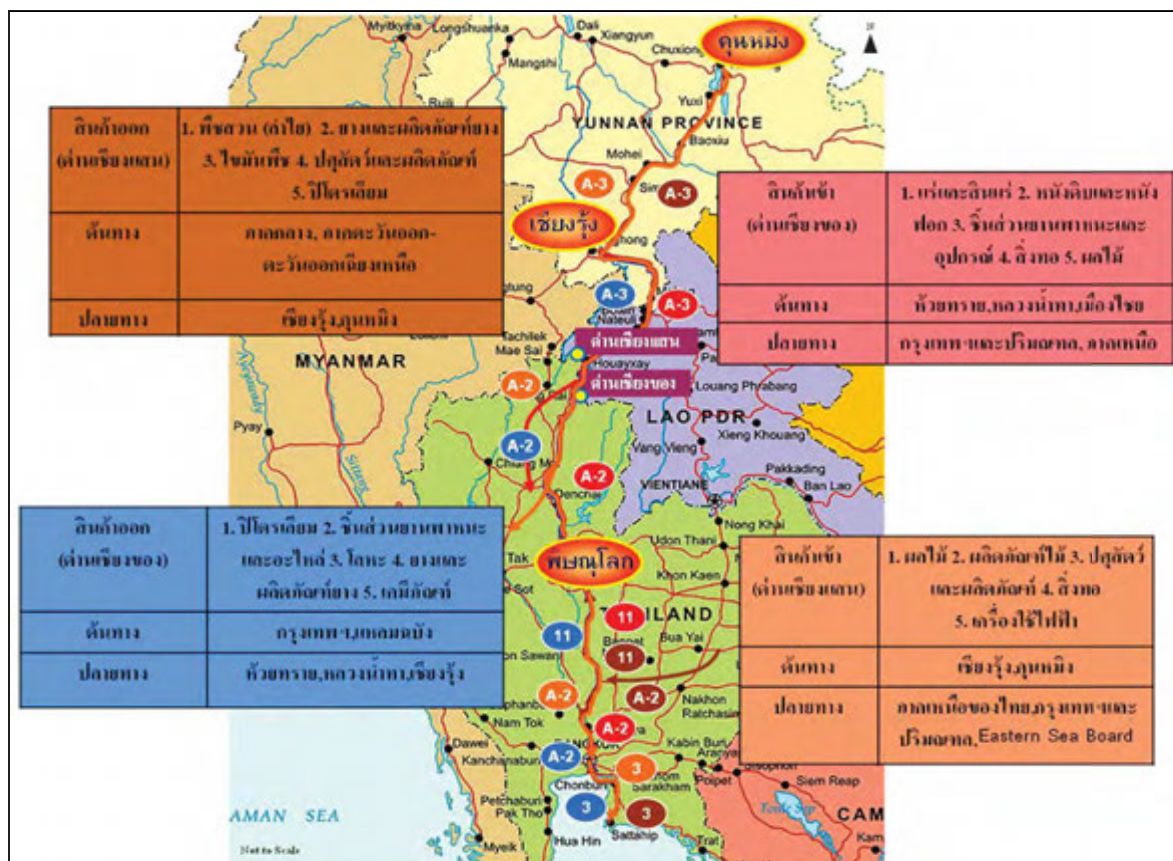 คุนหมิง
Myitkyina
Longshuanka
Dali
Xiangyun
Mangshi
Yuxi
YUNNAN PROVINCE
Baoxiu
Mohei
A-3
A-3
เชียงรุ้ง
สินค้าออก
(ด่านเชียงแสน)
1. พืชสวน (ลำไย) 2. ยางและผลิตภัณฑ์ยาง
3. ไขมันพืช 4. ปศุสัตว์และผลิตภัณฑ์
5. ปิโตรเลียม
ต้นทาง
ภาคกลาง, ภาคตะวันออก-
ตะวันออกเฉียงเหนือ
ปลายทาง
เชียงรุ้ง,คุนหมิง
สินค้าเข้า
(ด่านเชียงของ)
1. แร่และสินแร่ 2. หนังดิบและหนัง
ฟอก 3. ชิ้นส่วนยานพาหนะและ
อุปกรณ์ 4. สิ่งทอ 5. ผลไม้
ต้นทาง
ห้วยทราย,หลวงน้ำทา,เมืองไชย
ปลายทาง
กรุงเทพฯและปริมณฑล, ภาคเหนือ
A-3
A-3
Tachilek
Mae Sai
MYANMAR
ด่านเชียงแสน
Houayxay
ด่านเชียงของ
A-2
Louang Phrabang
LAO PDR
Xieng Khouang
Pyay
A-2
Vang Vieng
A-2
Denchai
VIENTIANE
Pakkading
Ban Lao
Nong Khai
Udon Thani
Khon Kaen
Tak
พิษณุโลก
THAILAND
สินค้าออก
(ด่านเชียงของ)
1. ปิโตรเลียม 2. ชิ้นส่วนยานพาหนะ
และอะไหล่ 3. โลหะ 4. ยางและ
ผลิตภัณฑ์ยาง 5. เคมีภัณฑ์
ต้นทาง
กรุงเทพฯ,แหลมฉบัง
ปลายทาง
ห้วยทราย,หลวงน้ำทา,เชียงรุ้ง
สินค้าเข้า
(ด่านเชียงแสน)
1. ผลไม้ 2. ผลิตภัณฑ์ไม้ 3. ปศุสัตว์
และผลิตภัณฑ์ 4. สิ่งทอ
5. เครื่องใช้ไฟฟ้า
ต้นทาง
เชียงรุ้ง,คุนหมิง
ปลายทาง
ภาคเหนือของไทย,กรุงเทพฯและ
ปริมณฑล,Eastern Sea Board
11
11
Bua Yai
11
A-2
A-2
Nakhon
Ratchasima
Nam Tok
A-2
A-2
Dawei
Kanchanaburi
Kabin Buri
3
Poipet
Siem Reap
Chonburi
Petchaburi
Pak Tho
3
3
Tonle Sap
Hua Hin
Sattahip
Trat
AMAN SEA
Myeik
CAM
Not to Scale